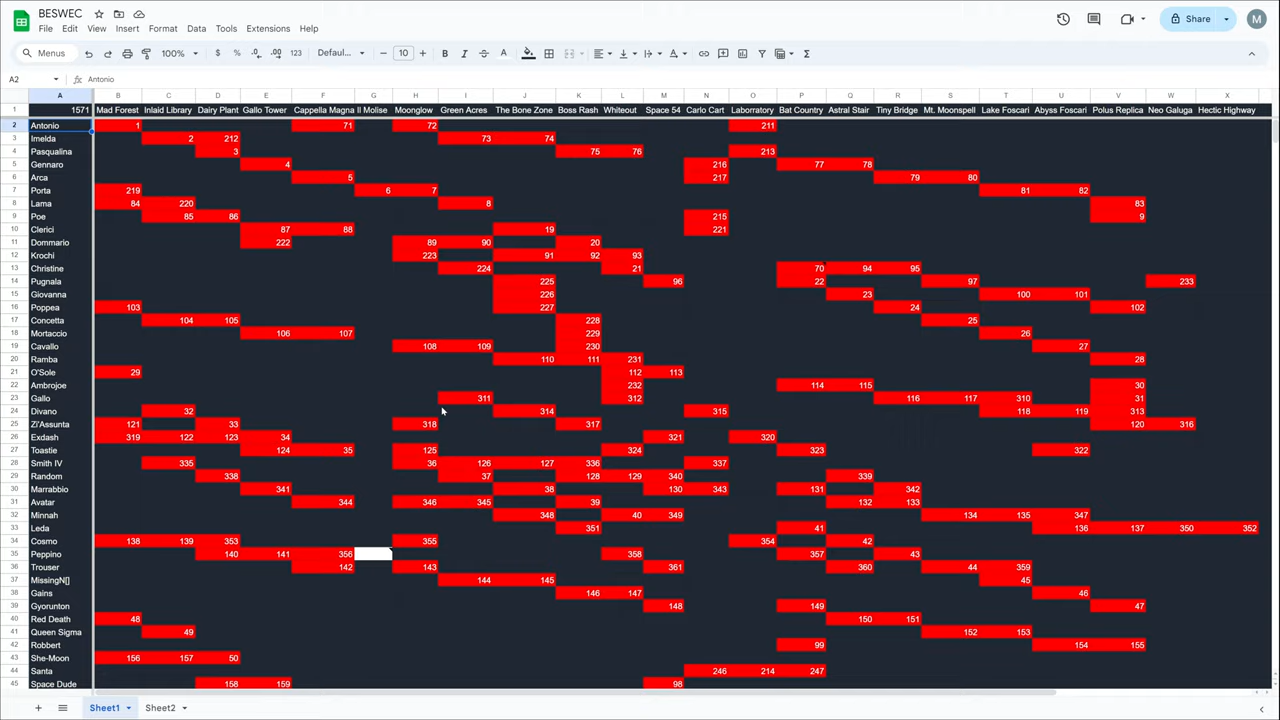 BESWEC
File Edit View Insert Format Data Tools Extensions Help
Share
M
Menus 100% $ % .0 .00 123 Defaul... 10 B I A
A2 Antonio
A B C D E F G H I J K L M N O P Q R S T U V W X
1 1571 Mad Forest Inlaid Library Dairy Plant Gallo Tower Cappella Magna Il Molise Moonglow Green Acres The Bone Zone Boss Rash Whiteout Space 54 Carlo Cart Laborratory Bat Country Astral Stair Tiny Bridge Mt. Moonspell Lake Foscari Abyss Foscari Polus Replica Neo Galuga Hectic Highway
2 Antonio 1 71 72 211
3 Imelda 2 212 73 74
4 Pasqualina 3 75 76 213
5 Gennaro 4 216 77 78
6 Arca 5 217 79 80
7 Porta 219 6 7 81 82
8 Lama 84 220 8 83
9 Poe 85 86 215 9
10 Clerici 87 88 19 221
11 Dommario 222 89 90 20
12 Krochi 223 91 92 93
13 Christine 224 21 70 94 95
14 Pugnala 225 96 22 97 233
15 Giovanna 226 23 100 101
16 Poppea 103 227 24 102
17 Concetta 104 105 228 25
18 Mortaccio 106 107 229 26
19 Cavallo 108 109 230 27
20 Ramba 110 111 231 28
21 O'Sole 29 112 113
22 Ambrojoe 232 114 115 30
23 Gallo 311 312 116 117 310 31
24 Divano 32 314 315 118 119 313
25 Zi'Assunta 121 33 318 317 120 316
26 Exdash 319 122 123 34 321 320
27 Toastie 124 35 125 324 323 322
28 Smith IV 335 36 126 127 336 337
29 Random 338 37 128 129 340 339
30 Marrabbio 341 38 130 343 131 342
31 Avatar 344 346 345 39 132 133
32 Minnah 348 40 349 134 135 347
33 Leda 351 41 136 137 350 352
34 Cosmo 138 139 353 355 354 42
35 Peppino 140 141 356 358 357 43
36 Trouser 142 143 361 360 44 359
37 MissingN[] 144 145 45
38 Gains 146 147 46
39 Gyorunton 148 149 47
40 Red Death 48 150 151
41 Queen Sigma 49 152 153
42 Robbert 99 154 155
43 She-Moon 156 157 50
44 Santa 246 214 247
45 Space Dude 158 159 98
Sheet1 Sheet2